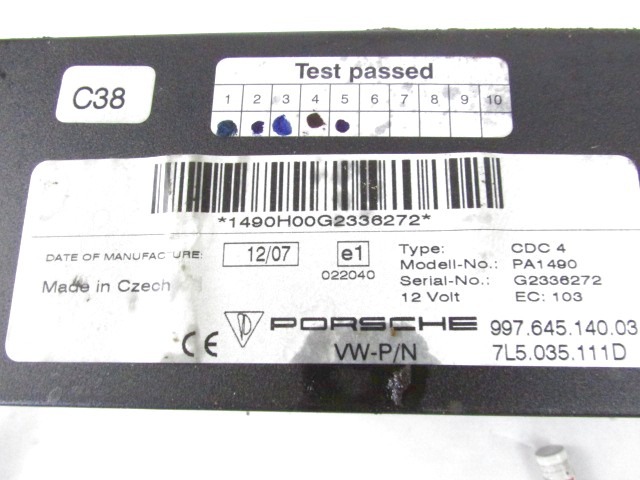 C38
Test passed
1 2 3 4 5 6 7 8 9 10
*1490H00G2336272*
DATE OF MANUFACTURE: 12/07 e1 Type: CDC 4
022040 Modell-No.: PA1490
Made in Czech Serial-No.: G2336272
12 Volt EC: 103
PORSCHE 997.645.140.03
CE VW-P/N 7L5.035.111D